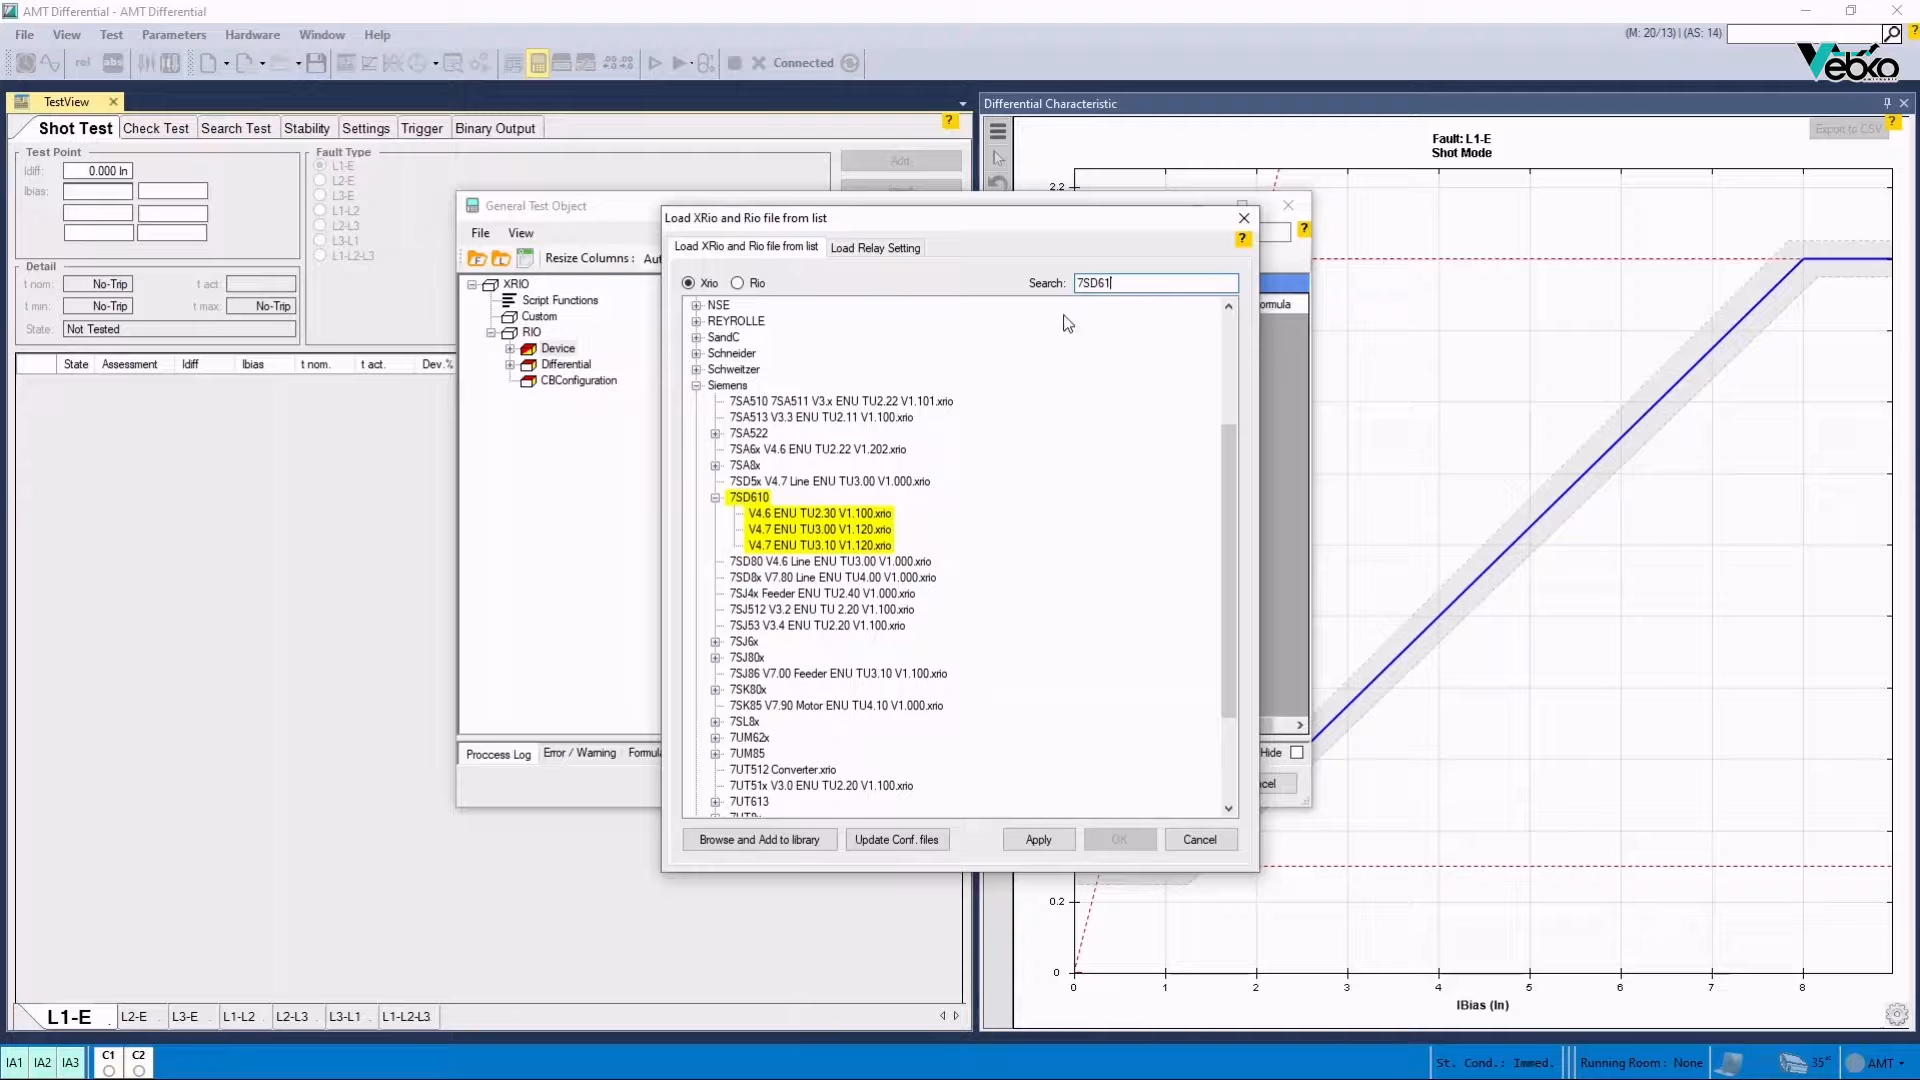 AMT Differential - AMT Differential
File View Test Parameters Hardware Window Help
(M: 20/13) | (AS: 14)
?
rel abs Connected
Vebko
TestView
Differential Characteristic
Shot Test Check Test Search Test Stability Settings Trigger Binary Output
?
Test Point
Idiff: 0.000 In
Ibias:
Fault Type
L1-E
L2-E
L3-E
L1-L2
L2-L3
L3-L1
L1-L2-L3
Add
Detail
t nom: No-Trip t act:
t min: No-Trip t max: No-Trip
State: Not Tested
State Assessment Idiff Ibias t nom. t act. Dev.%
General Test Object
File View
?
Resize Columns :
XRIO
Script Functions
Custom
RIO
Device
Differential
CBConfiguration
ormula
Proccess Log Error / Warning
Hide
cel
Load XRio and Rio file from list
?
Load XRio and Rio file from list Load Relay Setting
Xrio Rio Search: 7SD61
NSE
REYROLLE
SandC
Schneider
Schweitzer
Siemens
7SA510 7SA511 V3.x ENU TU2.22 V1.101.xrio
7SA513 V3.3 ENU TU2.11 V1.100.xrio
7SA522
7SA6x V4.6 ENU TU2.22 V1.202.xrio
7SA8x
7SD5x V4.7 Line ENU TU3.00 V1.000.xrio
7SD610
V4.6 ENU TU2.30 V1.100.xrio
V4.7 ENU TU3.00 V1.120.xrio
V4.7 ENU TU3.10 V1.120.xrio
7SD80 V4.6 Line ENU TU3.00 V1.000.xrio
7SD8x V7.80 Line ENU TU4.00 V1.000.xrio
7SJ4x Feeder ENU TU2.40 V1.000.xrio
7SJ512 V3.2 ENU TU 2.20 V1.100.xrio
7SJ53 V3.4 ENU TU2.20 V1.100.xrio
7SJ6x
7SJ80x
7SJ86 V7.00 Feeder ENU TU3.10 V1.100.xrio
7SK80x
7SK85 V7.90 Motor ENU TU4.10 V1.000.xrio
7SL8x
7UM62x
7UM85
7UT512 Converter.xrio
7UT51x V3.0 ENU TU2.20 V1.100.xrio
7UT613
Browse and Add to library Update Conf. files Apply OK Cancel
Fault: L1-E
Shot Mode
Export to CSV
?
2.2
0.2
0
0 1 2 3 4 5 6 7 8
IBias (In)
L1-E L2-E L3-E L1-L2 L2-L3 L3-L1 L1-L2-L3
IA1 IA2 IA3 C1 C2
St. Cond.: Immed. Running Room : None 35° AMT